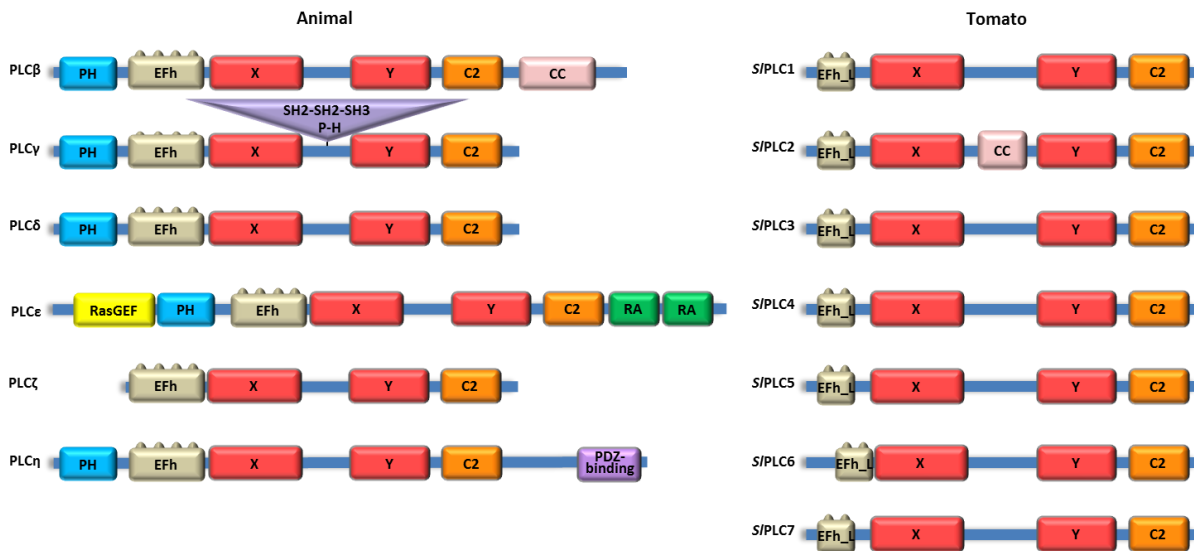 Animal
PLCβ PH EFh X Y C2 CC
SH2-SH2-SH3
P-H
PLCγ PH EFh X Y C2
PLCδ PH EFh X Y C2
PLCε RasGEF PH EFh X Y C2 RA RA
PLCζ EFh X Y C2
PLCη PH EFh X Y C2 PDZ-
binding
Tomato
SlPLC1 EFh_L X Y C2
SlPLC2 EFh_L X CC Y C2
SlPLC3 EFh_L X Y C2
SlPLC4 EFh_L X Y C2
SlPLC5 EFh_L X Y C2
SlPLC6 EFh_L X Y C2
SlPLC7 EFh_L X Y C2